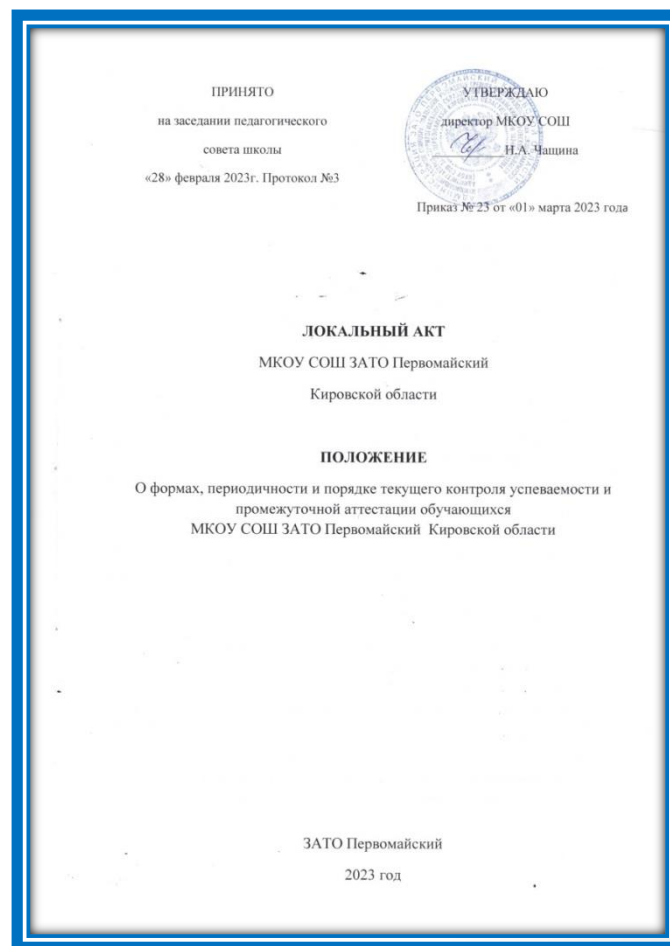 ПРИНЯТО
на заседании педагогического
совета школы
«28» февраля 2023г. Протокол №3
УТВЕРЖДАЮ
директор МКОУ СОШ
Н.А. Чащина
Приказ № 23 от «01» марта 2023 года
ЛОКАЛЬНЫЙ АКТ
МКОУ СОШ ЗАТО Первомайский
Кировской области
ПОЛОЖЕНИЕ
О формах, периодичности и порядке текущего контроля успеваемости и
промежуточной аттестации обучающихся
МКОУ СОШ ЗАТО Первомайский Кировской области
ЗАТО Первомайский
2023 год